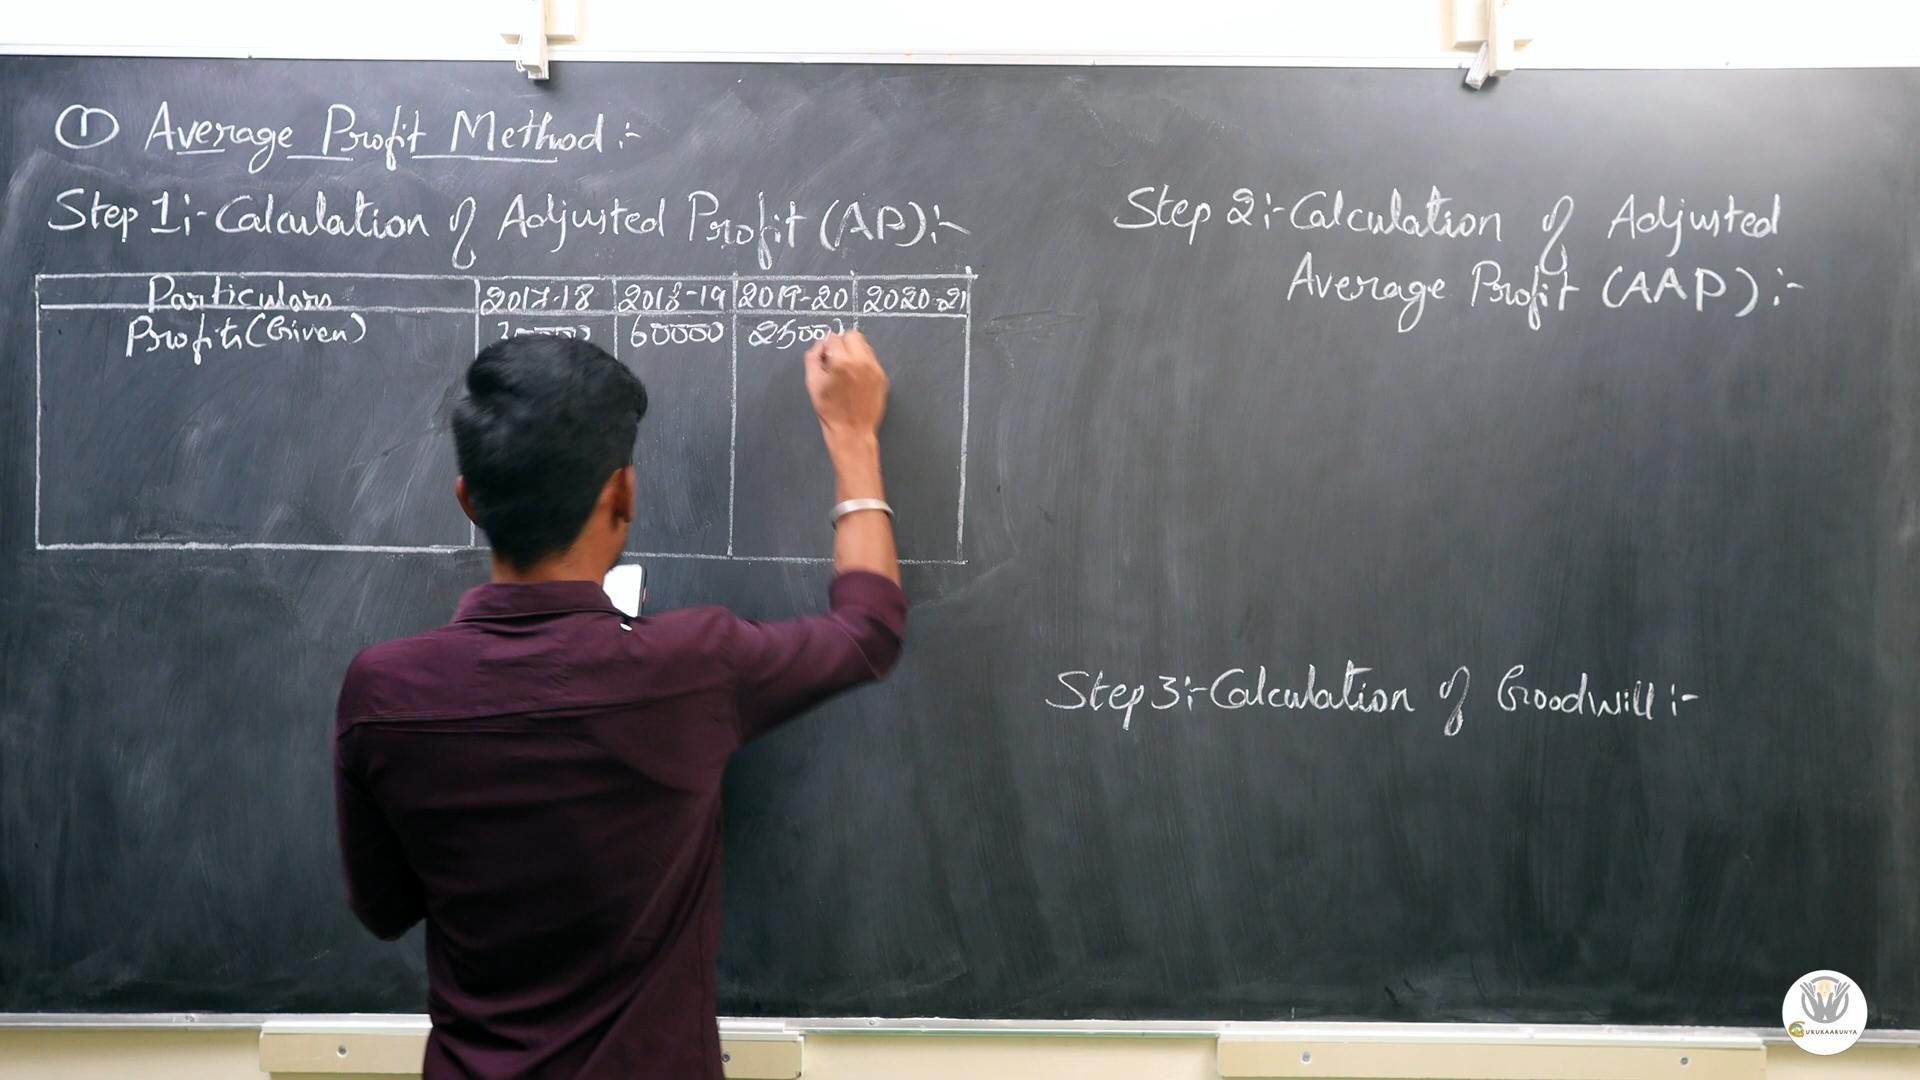 ① Average Profit Method:-
Step 1:- Calculation of Adjusted Profit (AP):-
Particulars 2017-18 2018-19 2019-20 2020-21
Profits (Given) 60000
Step 2:- Calculation of Adjusted
Average Profit (AAP):-
Step 3:- Calculation of Goodwill:-
GURUKAARUNYA